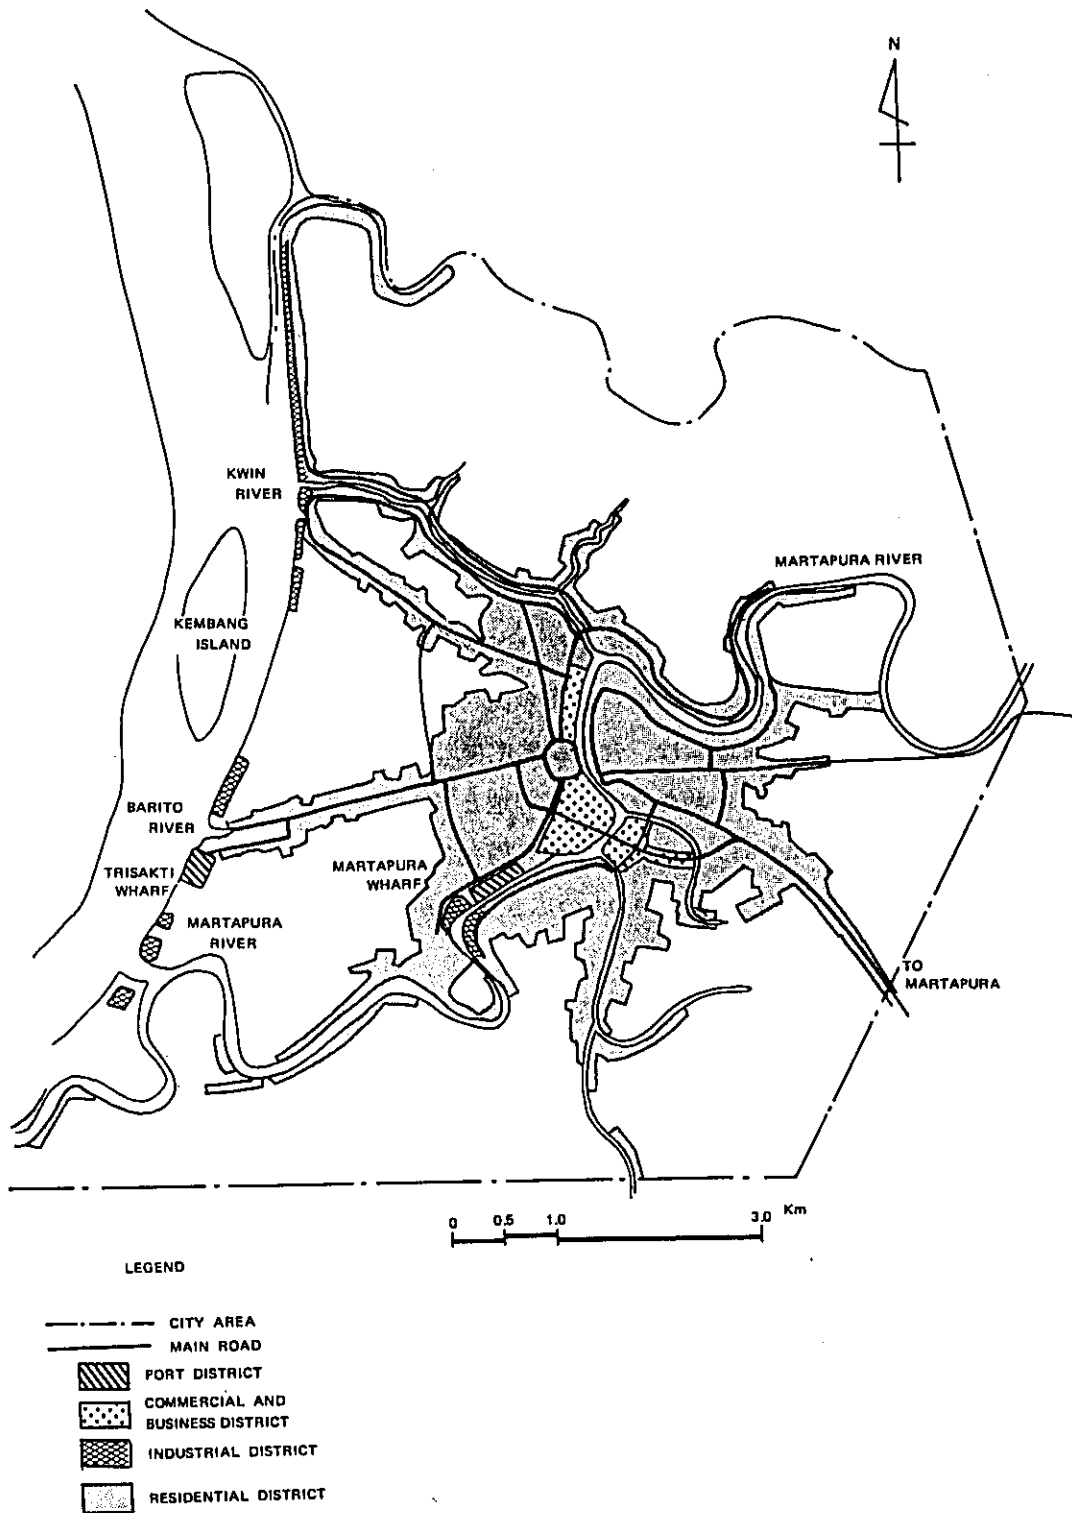 N
KWIN
RIVER
MARTAPURA RIVER
KEMBANG
ISLAND
BARITO
RIVER
TRISAKTI
WHARF
MARTAPURA
WHARF
MARTAPURA
RIVER
TO
MARTAPURA
0 0.5 1.0 3.0 Km
LEGEND
CITY AREA
MAIN ROAD
PORT DISTRICT
COMMERCIAL AND
BUSINESS DISTRICT
INDUSTRIAL DISTRICT
RESIDENTIAL DISTRICT